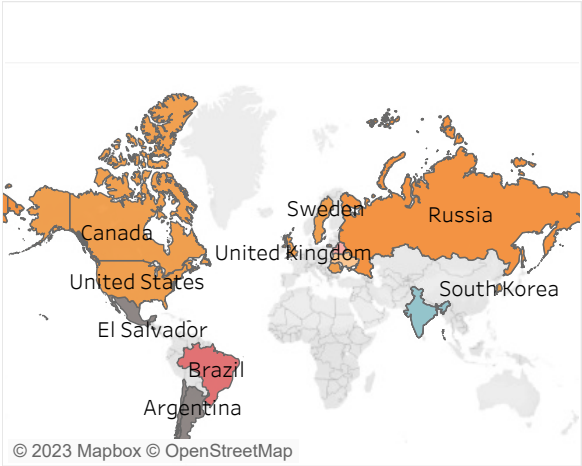 Sweden
Russia
Canada
United Kingdom
United States
South Korea
El Salvador
Brazil
Argentina
© 2023 Mapbox © OpenStreetMap